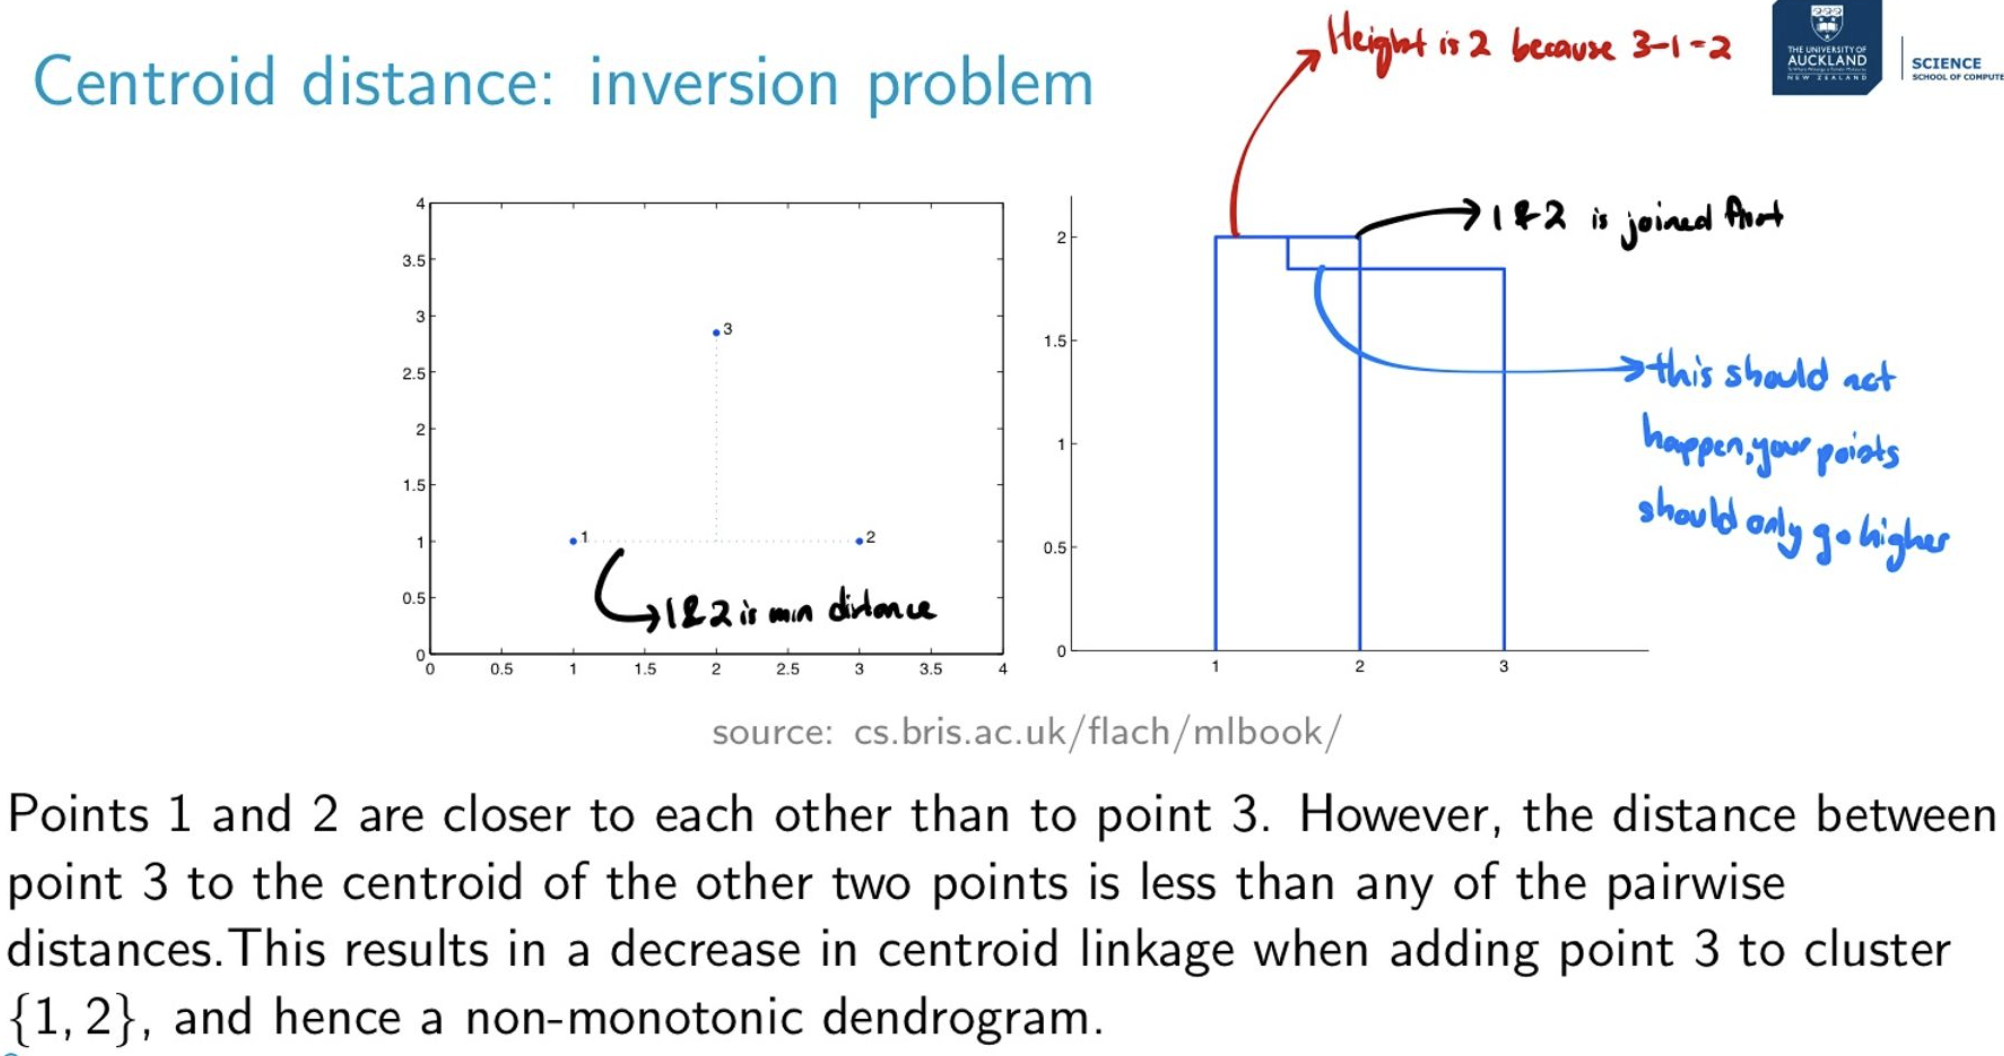 Height is 2 because 3-1=2
THE UNIVERSITY OF
AUCKLAND
NEW ZEALAND
SCIENCE
SCHOOL OF COMPUTE
Centroid distance: inversion problem
4
3.5
3
2.5
2
1.5
1
0.5
0
0 0.5 1 1.5 2 2.5 3 3.5 4
3
1
2
1&2 is min distance
2
1.5
1
0.5
0
1 2 3
1 & 2 is joined first
this should not
happen, your points
should only go higher
source: cs.bris.ac.uk/flach/mlbook/
Points 1 and 2 are closer to each other than to point 3. However, the distance between
point 3 to the centroid of the other two points is less than any of the pairwise
distances.This results in a decrease in centroid linkage when adding point 3 to cluster
{1, 2}, and hence a non-monotonic dendrogram.